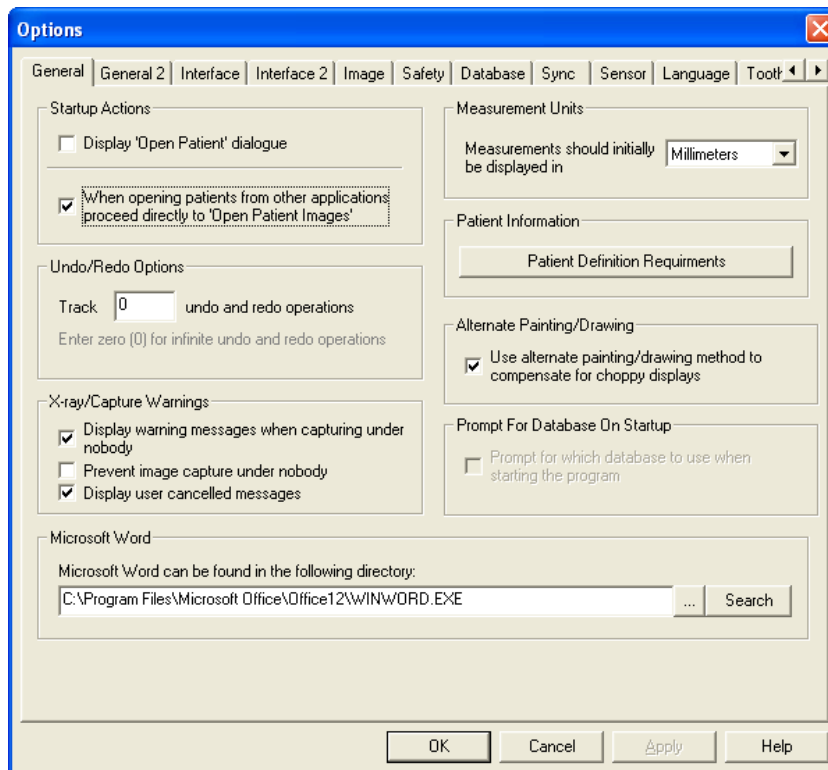 Options
General
General 2
Interface
Interface 2
Image
Safety
Database
Sync
Sensor
Language
Startup Actions
Display 'Open Patient' dialogue
When opening patients from other applications
proceed directly to 'Open Patient Images'
Undo/Redo Options
Track 0 undo and redo operations
Enter zero (0) for infinite undo and redo operations
X-ray/Capture Warnings
Display warning messages when capturing under
nobody
Prevent image capture under nobody
Display user cancelled messages
Measurement Units
Measurements should initially
be displayed in
Millimeters
Patient Information
Patient Definition Requirments
Alternate Painting/Drawing
Use alternate painting/drawing method to
compensate for choppy displays
Prompt For Database On Startup
Prompt for which database to use when
starting the program
Microsoft Word
Microsoft Word can be found in the following directory:
C:\Program Files\Microsoft Office\Office12\WINWORD.EXE
...
Search
OK
Cancel
Apply
Help